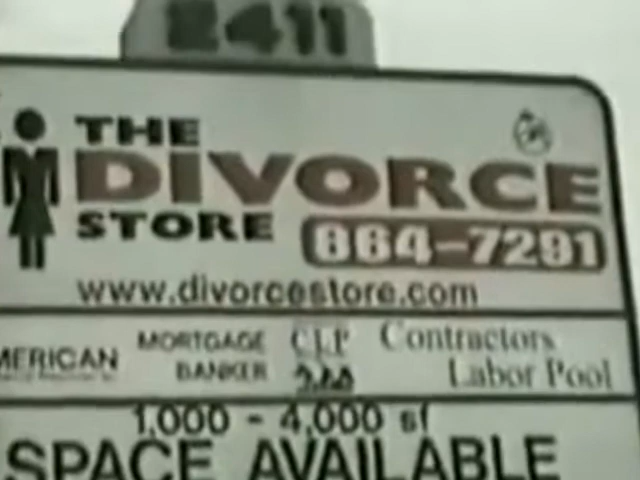 E411
THE
DIVORCE
STORE 864-7291
www.divorcestore.com
MERICAN MORTGAGE BANKER CLP Contractors Labor Pool
1,000 - 4,000 sf
SPACE AVAILABLE